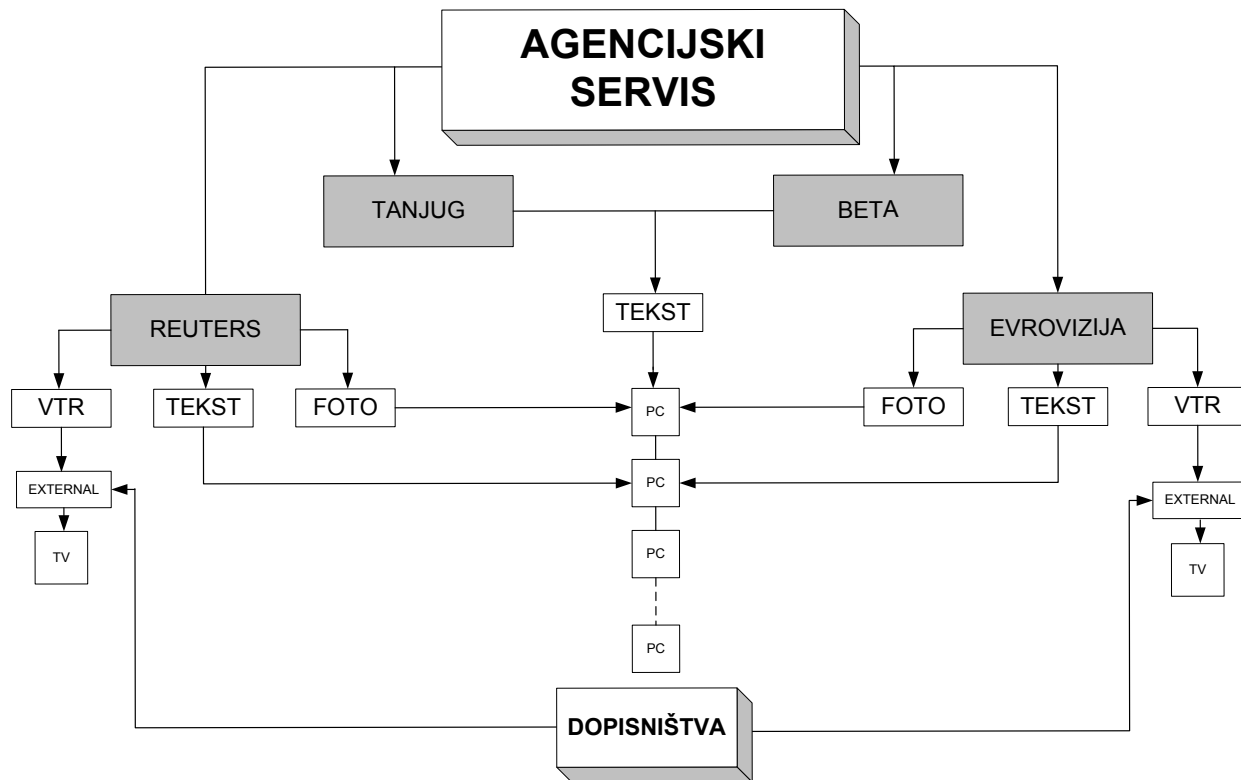 AGENCIJSKI
SERVIS
TANJUG
BETA
TEKST
REUTERS
EVROVIZIJA
VTR
TEKST
FOTO
PC
FOTO
TEKST
VTR
EXTERNAL
PC
EXTERNAL
TV
PC
TV
PC
DOPISNIŠTVA